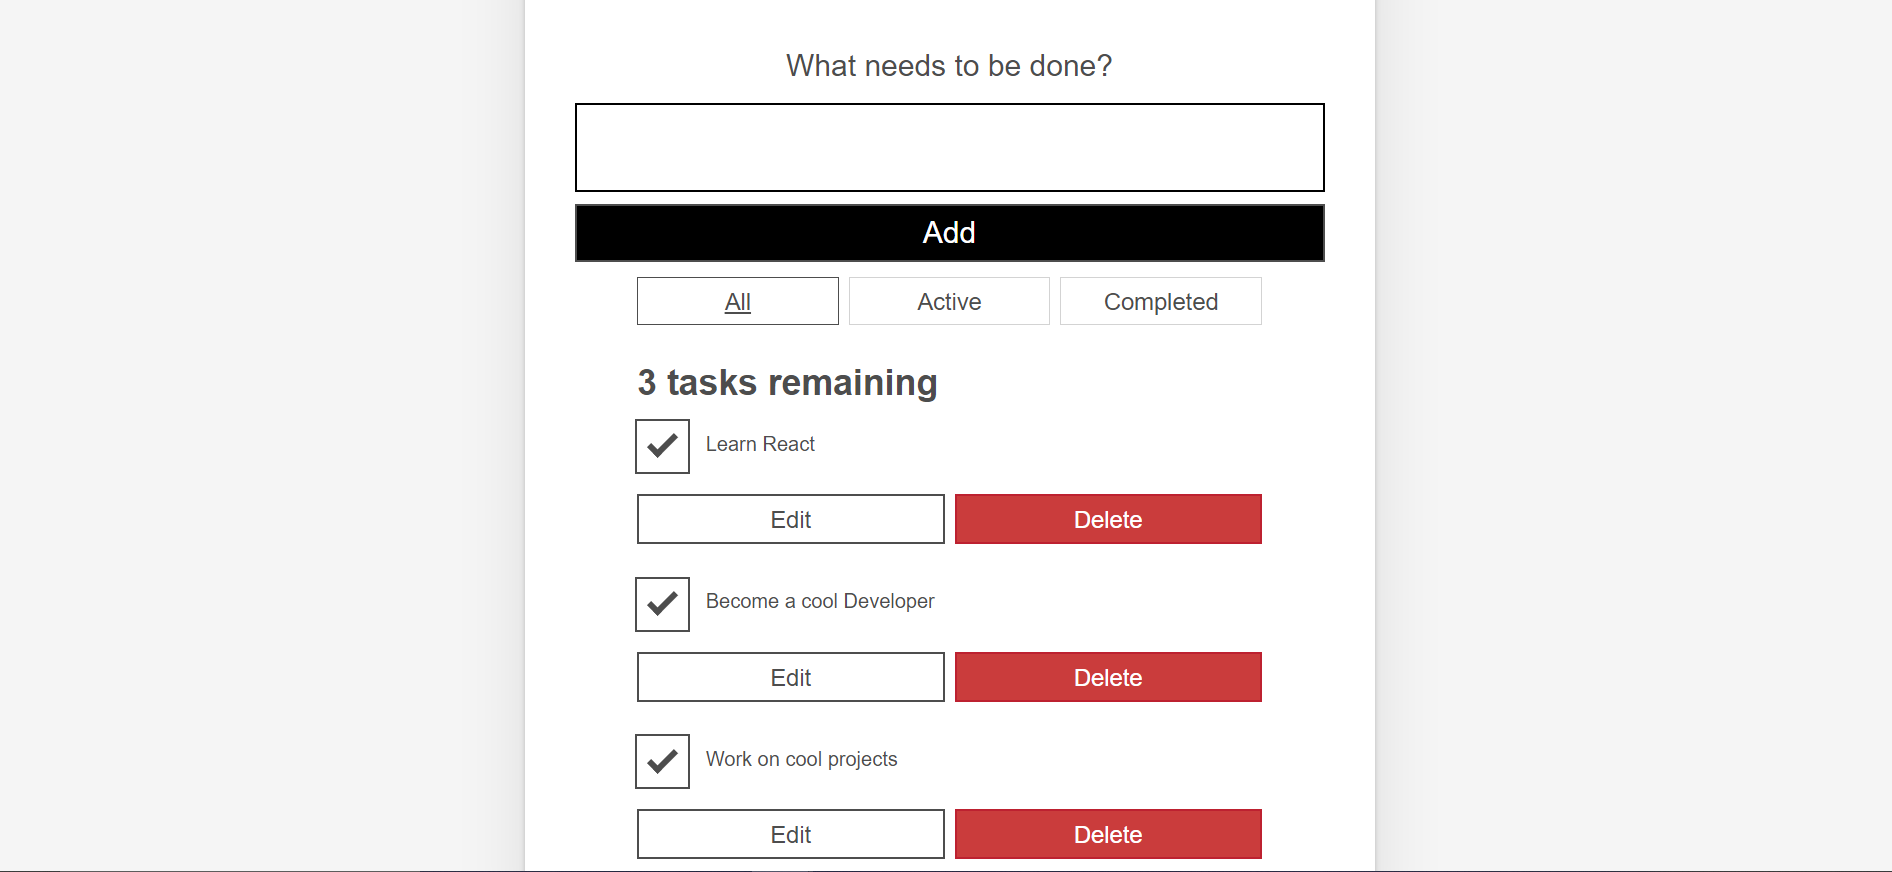 What needs to be done?
Add
All Active Completed
3 tasks remaining
Learn React
Edit Delete
Become a cool Developer
Edit Delete
Work on cool projects
Edit Delete